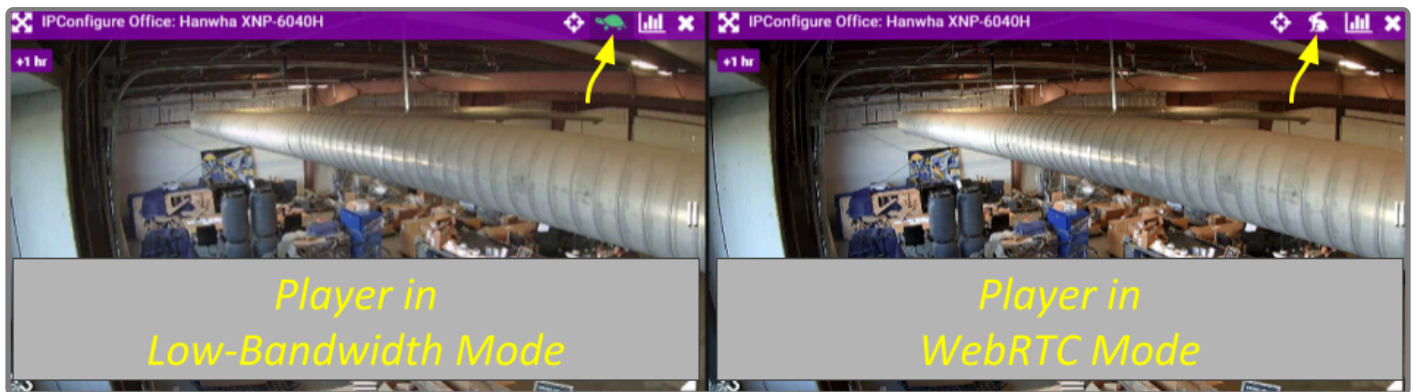 IPConfigure Office: Hanwha XNP-6040H
+1 hr
Player in
Low-Bandwidth Mode
IPConfigure Office: Hanwha XNP-6040H
+1 hr
Player in
WebRTC Mode